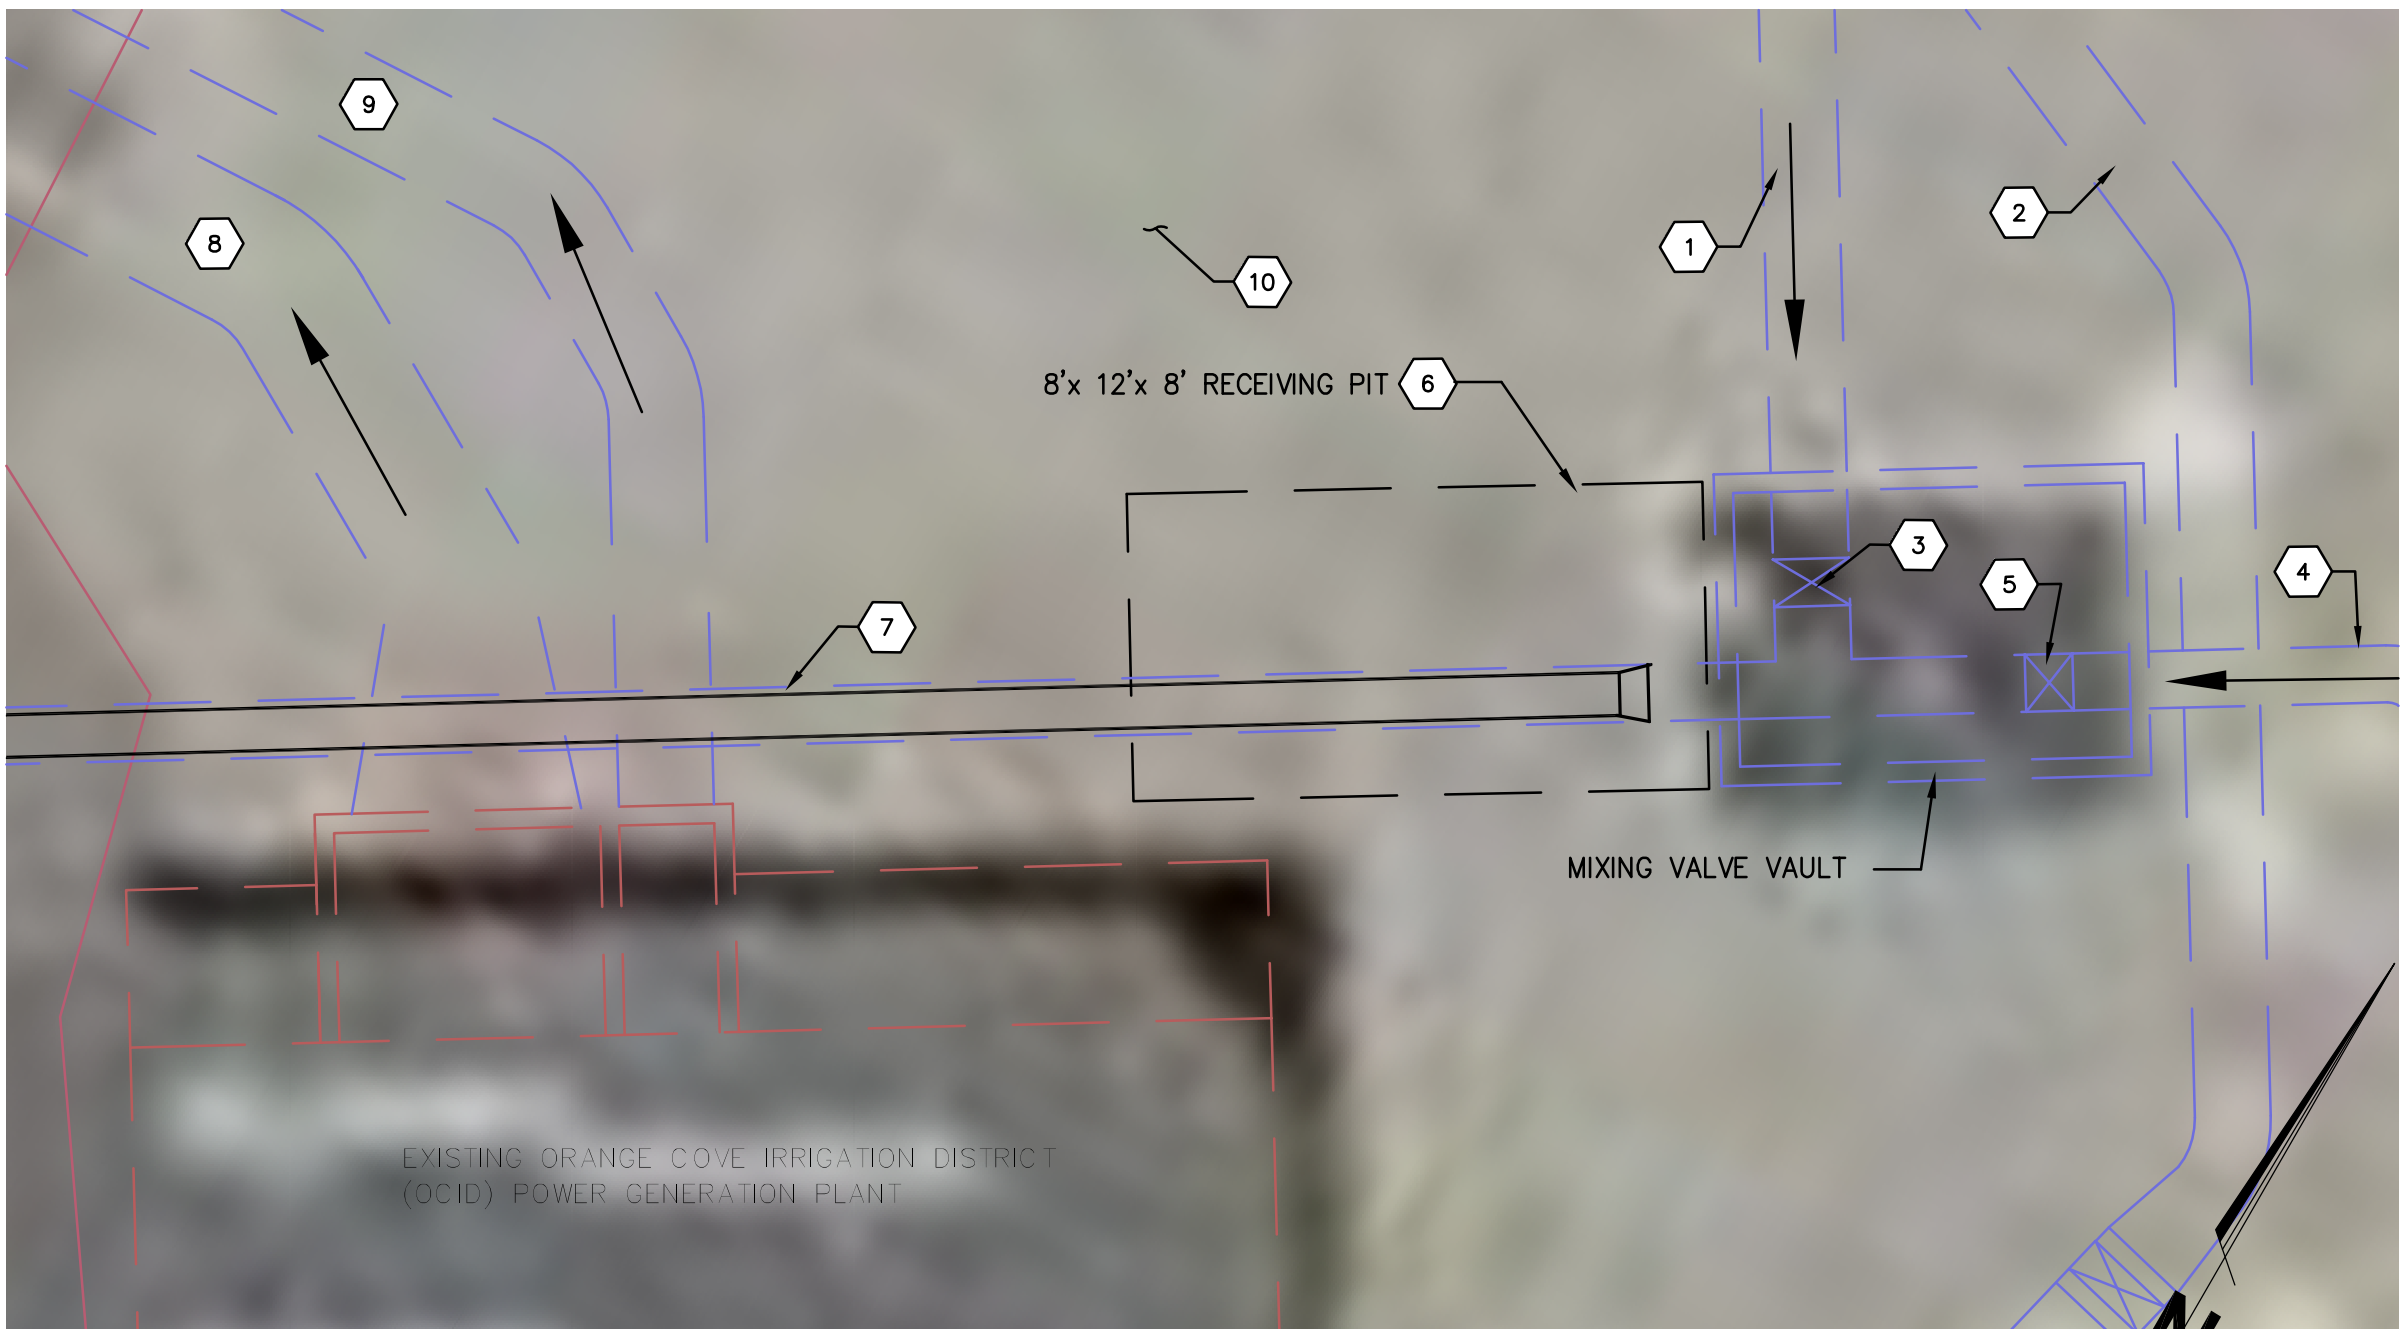 9
8
1
2
10
8'x 12'x 8' RECEIVING PIT 6
3
5
4
7
MIXING VALVE VAULT
EXISTING ORANGE COVE IRRIGATION DISTRICT
(OCID) POWER GENERATION PLANT